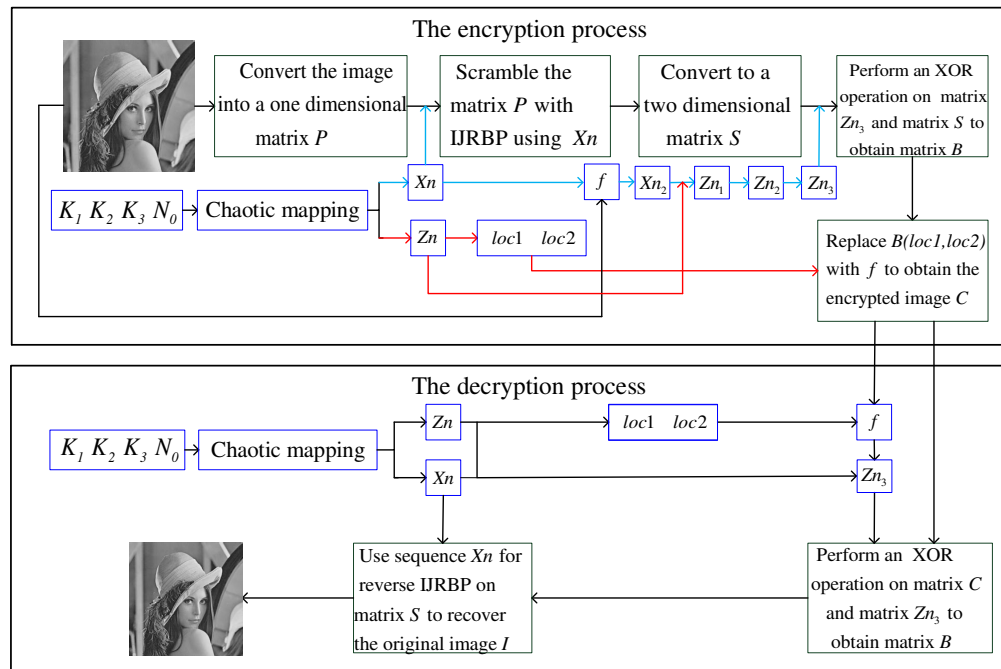 The encryption process
Convert the image
into a one dimensional
matrix P
Scramble the
matrix P with
IJRBP using Xn
Convert to a
two dimensional
matrix S
Perform an XOR
operation on matrix
Zn₃ and matrix S to
obtain matrix B
K₁ K₂ K₃ N₀
Chaotic mapping
Xn
f
Xn₂
Zn₁
Zn₂
Zn₃
Zn
loc1 loc2
Replace B(loc1,loc2)
with f to obtain the
encrypted image C
The decryption process
K₁ K₂ K₃ N₀
Chaotic mapping
Zn
loc1 loc2
f
Xn
Zn₃
Use sequence Xn for
reverse IJRBP on
matrix S to recover
the original image I
Perform an XOR
operation on matrix C
and matrix Zn₃ to
obtain matrix B